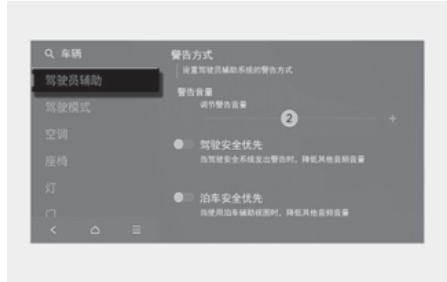 车辆
驾驶员辅助
驾驶模式
空调
座椅
灯
门
警告方式
设置驾驶员辅助系统的警告方式
警告音量
调节警告音量
2
+
驾驶安全优先
当驾驶安全系统发出警告时，降低其他音频音量
泊车安全优先
当使用泊车辅助视图时，降低其他音频音量